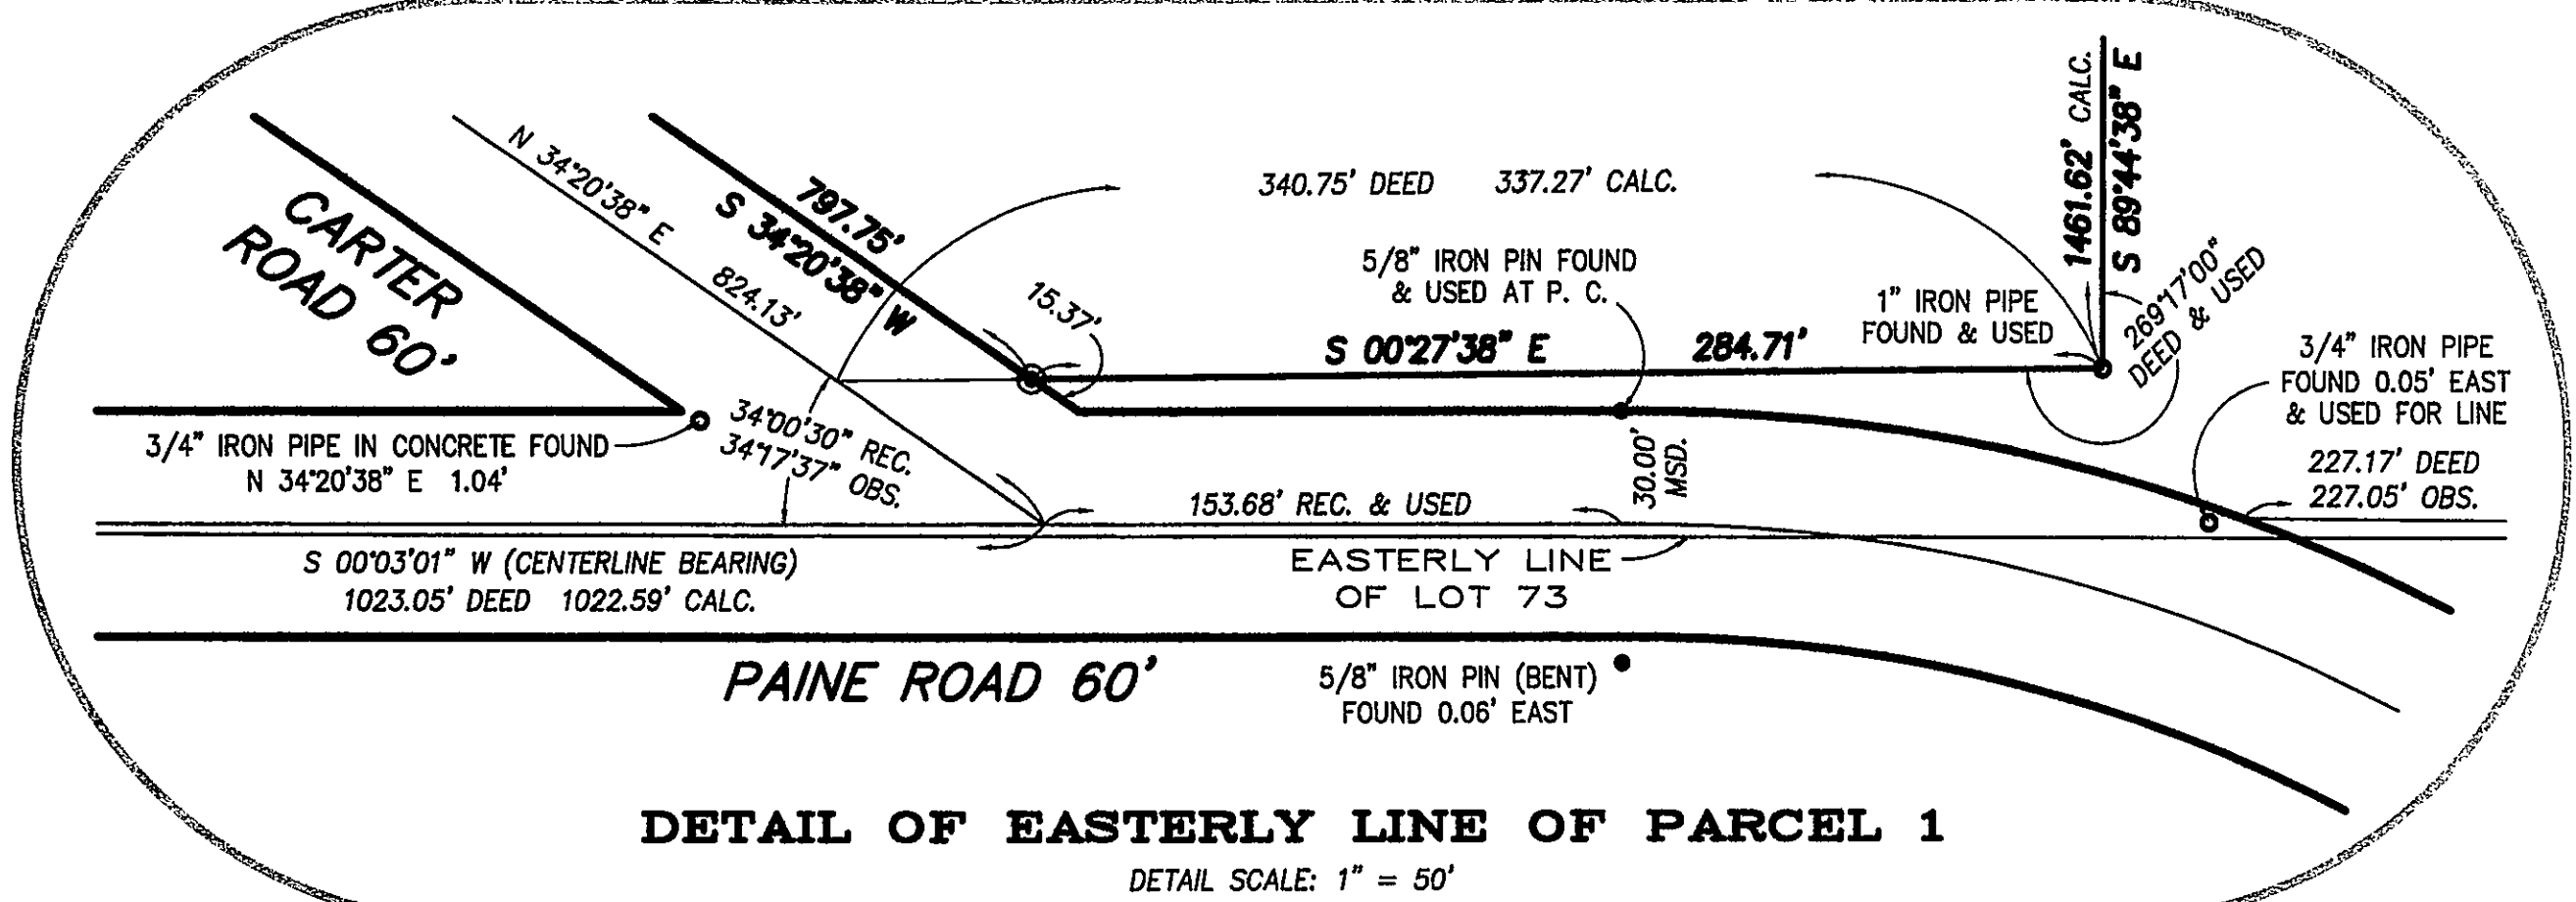 CARTER
ROAD 60'
N 34°20'38" E 824.13'
797.75'
S 34°20'38" W
15.37'
340.75' DEED 337.27' CALC.
5/8" IRON PIN FOUND
& USED AT P. C.
S 00°27'38" E 284.71'
1" IRON PIPE
FOUND & USED
1461.62' CALC.
S 89°44'38" E
269°17'00"
DEED & USED
3/4" IRON PIPE
FOUND 0.05' EAST
& USED FOR LINE
227.17' DEED
227.05' OBS.
3/4" IRON PIPE IN CONCRETE FOUND
N 34°20'38" E 1.04'
34°00'30" REC.
34°17'37" OBS.
153.68' REC. & USED
30.00'
MSD.
S 00°03'01" W (CENTERLINE BEARING)
1023.05' DEED 1022.59' CALC.
EASTERLY LINE
OF LOT 73
PAINE ROAD 60'
5/8" IRON PIN (BENT)
FOUND 0.06' EAST
DETAIL OF EASTERLY LINE OF PARCEL 1
DETAIL SCALE: 1" = 50'